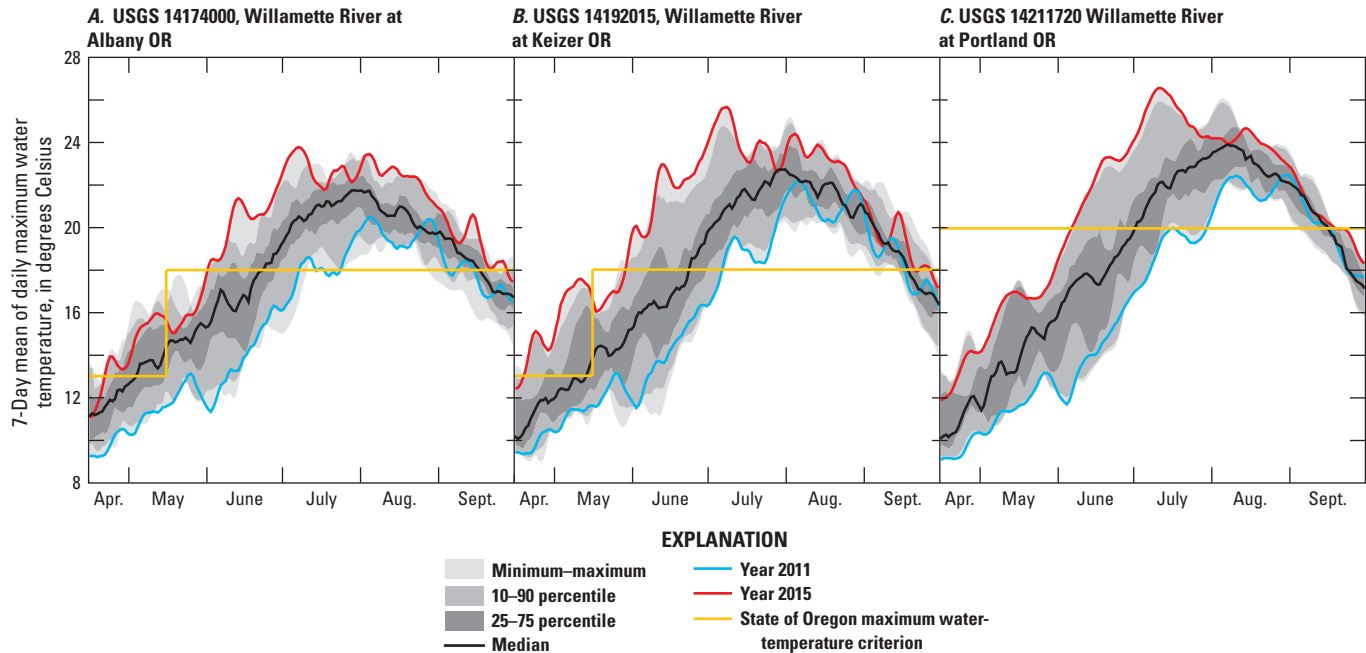 A. USGS 14174000, Willamette River at
Albany OR
B. USGS 14192015, Willamette River
at Keizer OR
C. USGS 14211720 Willamette River
at Portland OR
7-Day mean of daily maximum water
temperature, in degrees Celsius
28
24
20
16
12
8
Apr. May June July Aug. Sept.
Apr. May June July Aug. Sept.
Apr. May June July Aug. Sept.
EXPLANATION
Minimum–maximum
10–90 percentile
25–75 percentile
Median
Year 2011
Year 2015
State of Oregon maximum water-
temperature criterion